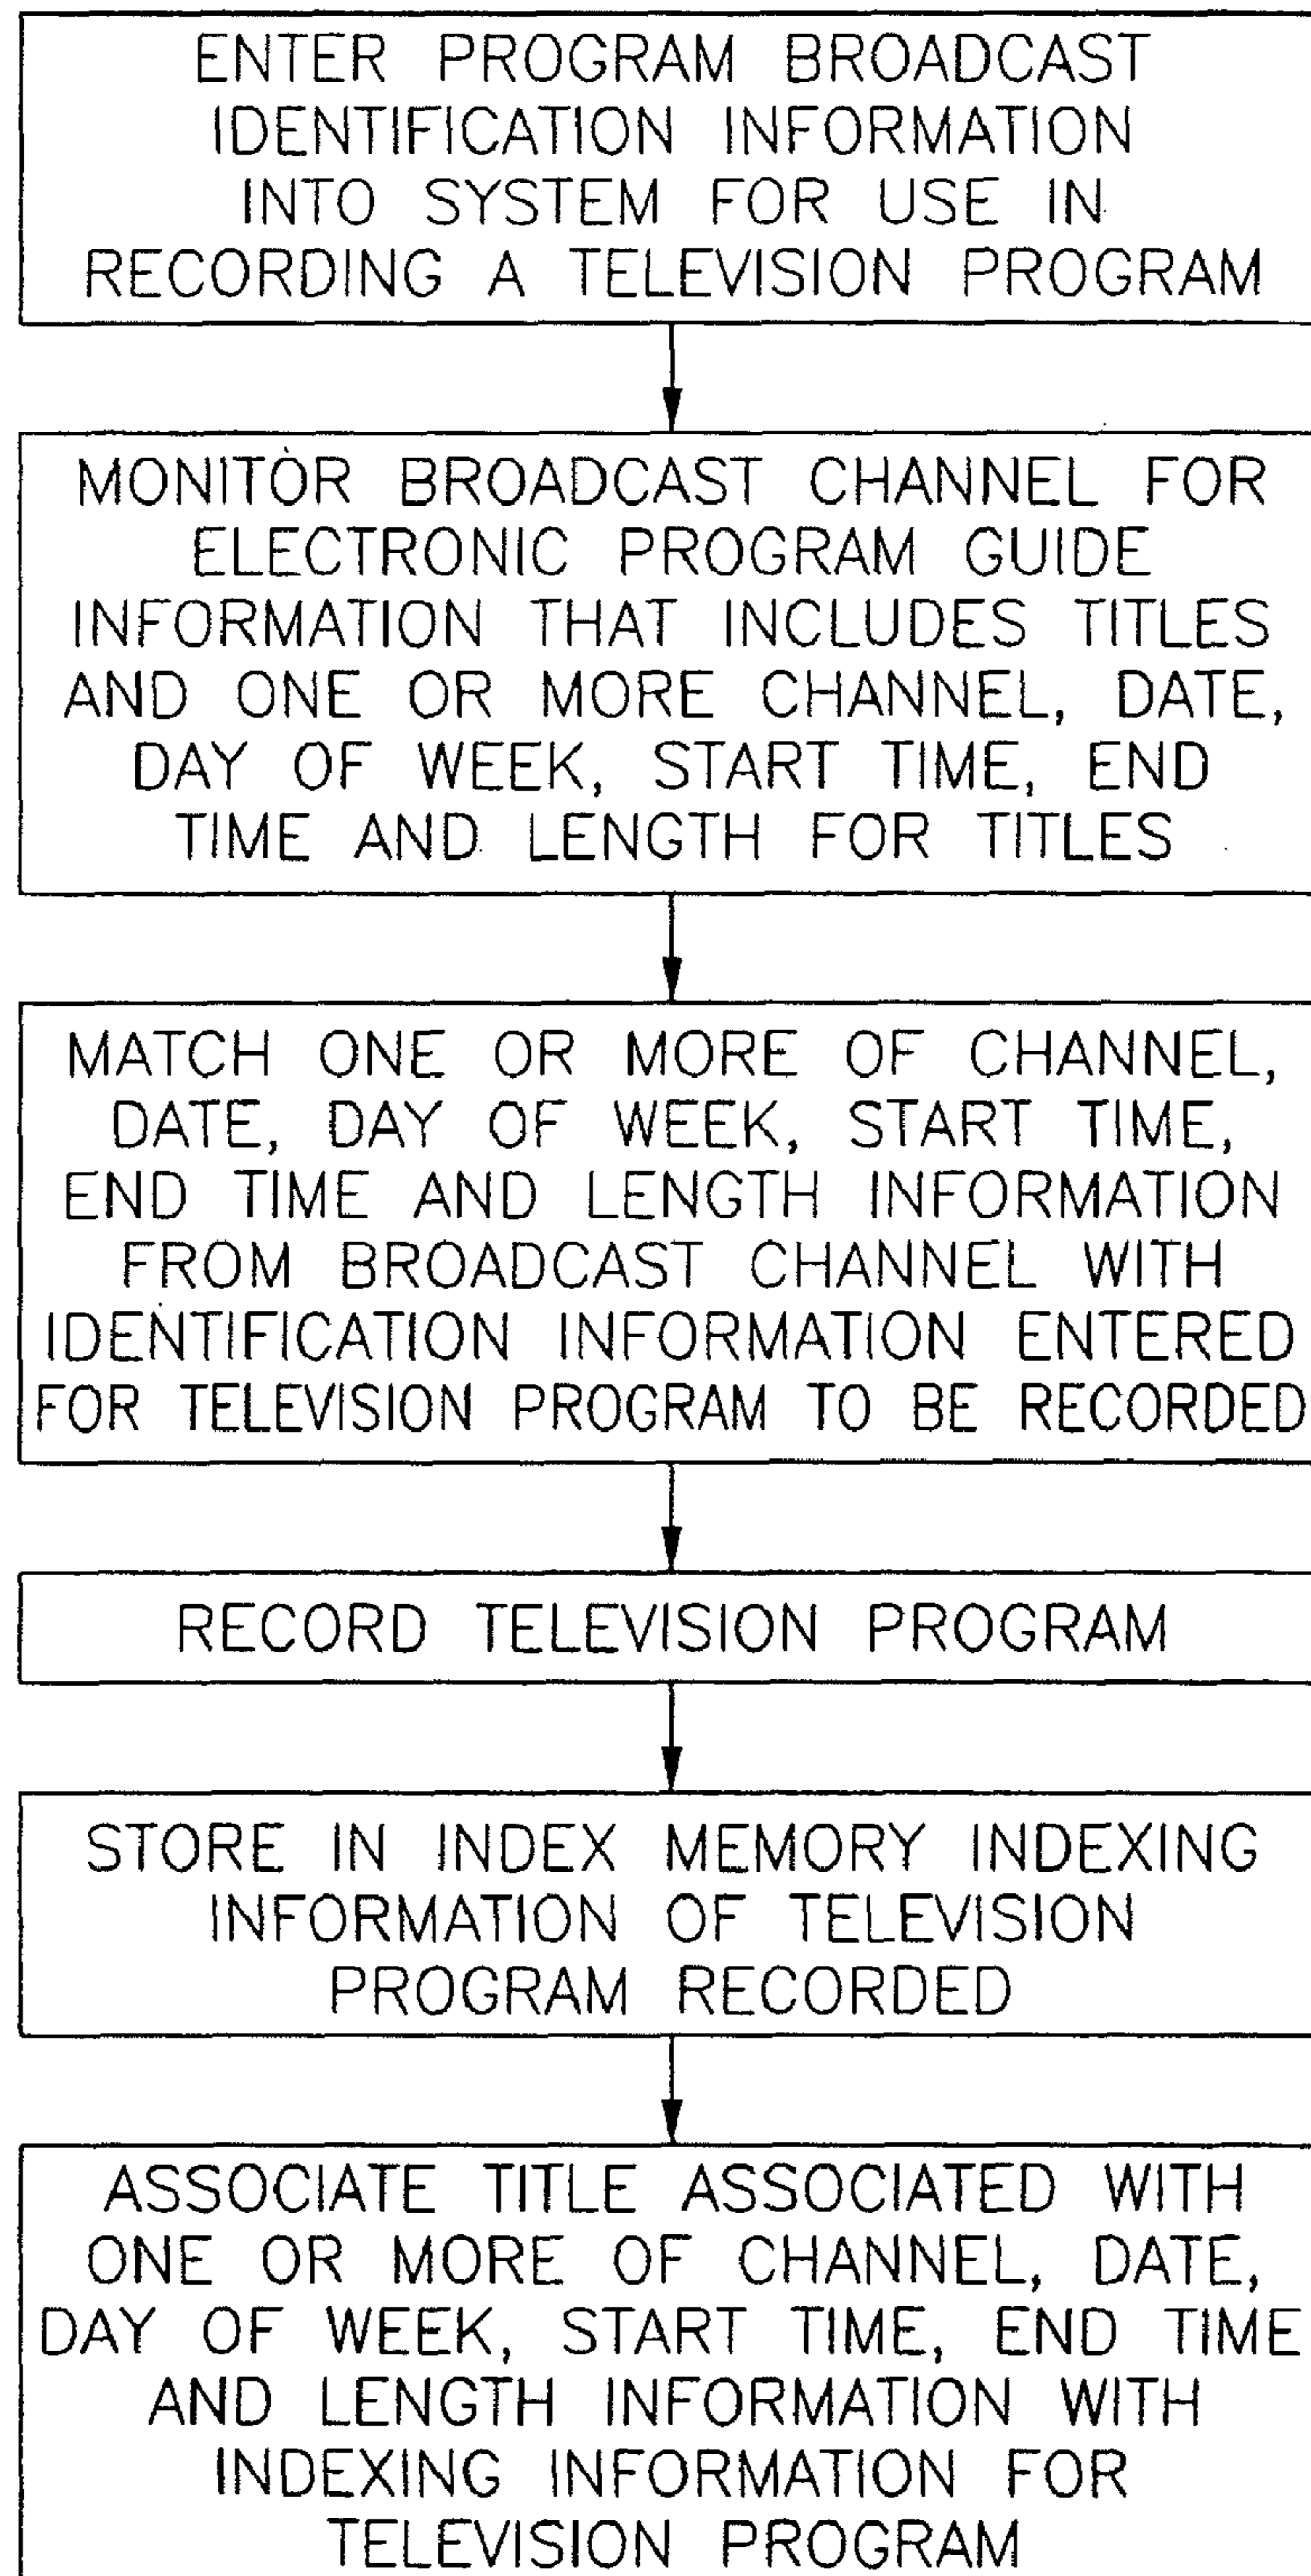 ENTER PROGRAM BROADCAST
IDENTIFICATION INFORMATION
INTO SYSTEM FOR USE IN
RECORDING A TELEVISION PROGRAM
MONITOR BROADCAST CHANNEL FOR
ELECTRONIC PROGRAM GUIDE
INFORMATION THAT INCLUDES TITLES
AND ONE OR MORE CHANNEL, DATE,
DAY OF WEEK, START TIME, END
TIME AND LENGTH FOR TITLES
MATCH ONE OR MORE OF CHANNEL,
DATE, DAY OF WEEK, START TIME,
END TIME AND LENGTH INFORMATION
FROM BROADCAST CHANNEL WITH
IDENTIFICATION INFORMATION ENTERED
FOR TELEVISION PROGRAM TO BE RECORDED
RECORD TELEVISION PROGRAM
STORE IN INDEX MEMORY INDEXING
INFORMATION OF TELEVISION
PROGRAM RECORDED
ASSOCIATE TITLE ASSOCIATED WITH
ONE OR MORE OF CHANNEL, DATE,
DAY OF WEEK, START TIME, END TIME
AND LENGTH INFORMATION WITH
INDEXING INFORMATION FOR
TELEVISION PROGRAM